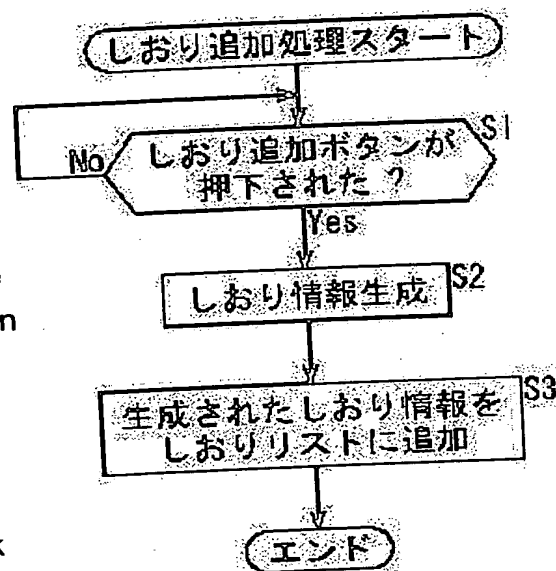 しおり追加処理スタート
No
しおり追加ボタンが
押下された?
S1
Yes
しおり情報生成
S2
n
生成されたしおり情報を
しおりリストに追加
S3
エンド
k